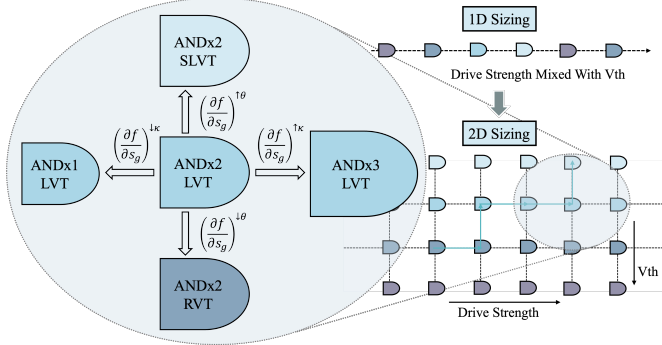 1D Sizing
Drive Strength Mixed With Vth
2D Sizing
ANDx2
SLVT
(∂f/∂s_g)^↑θ
(∂f/∂s_g)^↓κ
(∂f/∂s_g)^↑κ
ANDx1
LVT
ANDx2
LVT
ANDx3
LVT
(∂f/∂s_g)^↓θ
ANDx2
RVT
Vth
Drive Strength